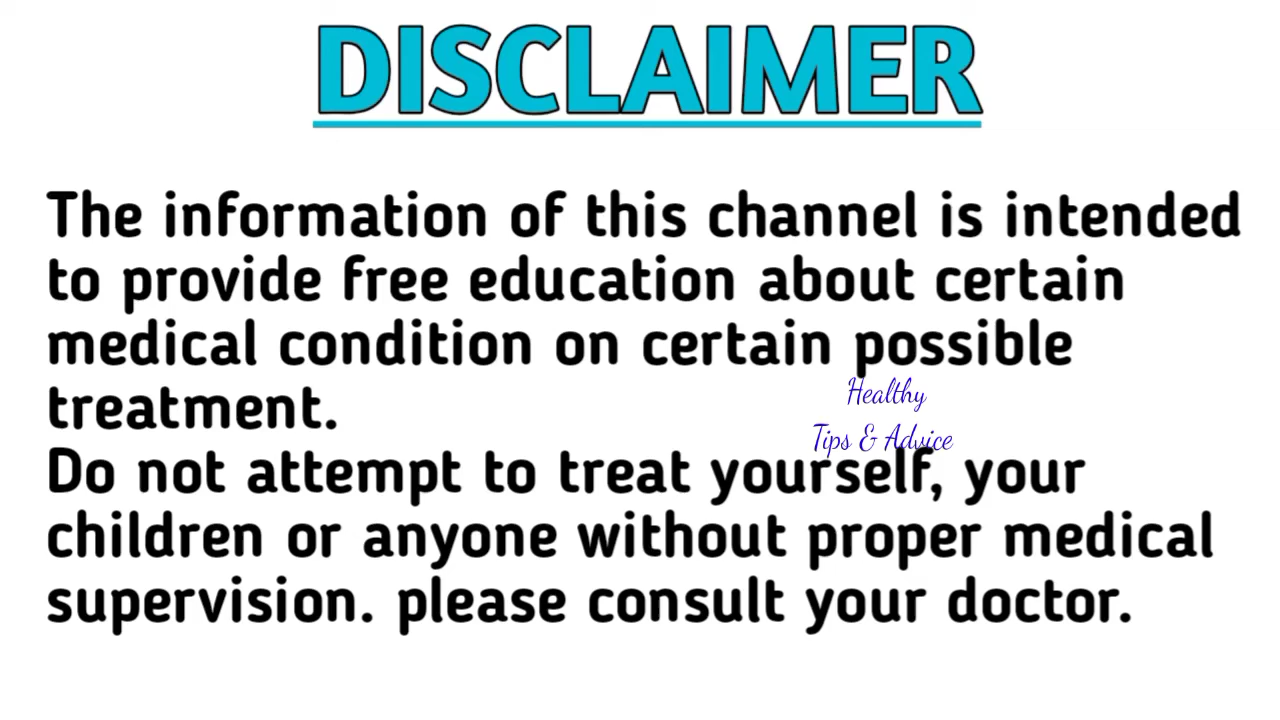 DISCLAIMER
The information of this channel is intended
to provide free education about certain
medical condition on certain possible
treatment.
Healthy
Tips & Advice
Do not attempt to treat yourself, your
children or anyone without proper medical
supervision. please consult your doctor.